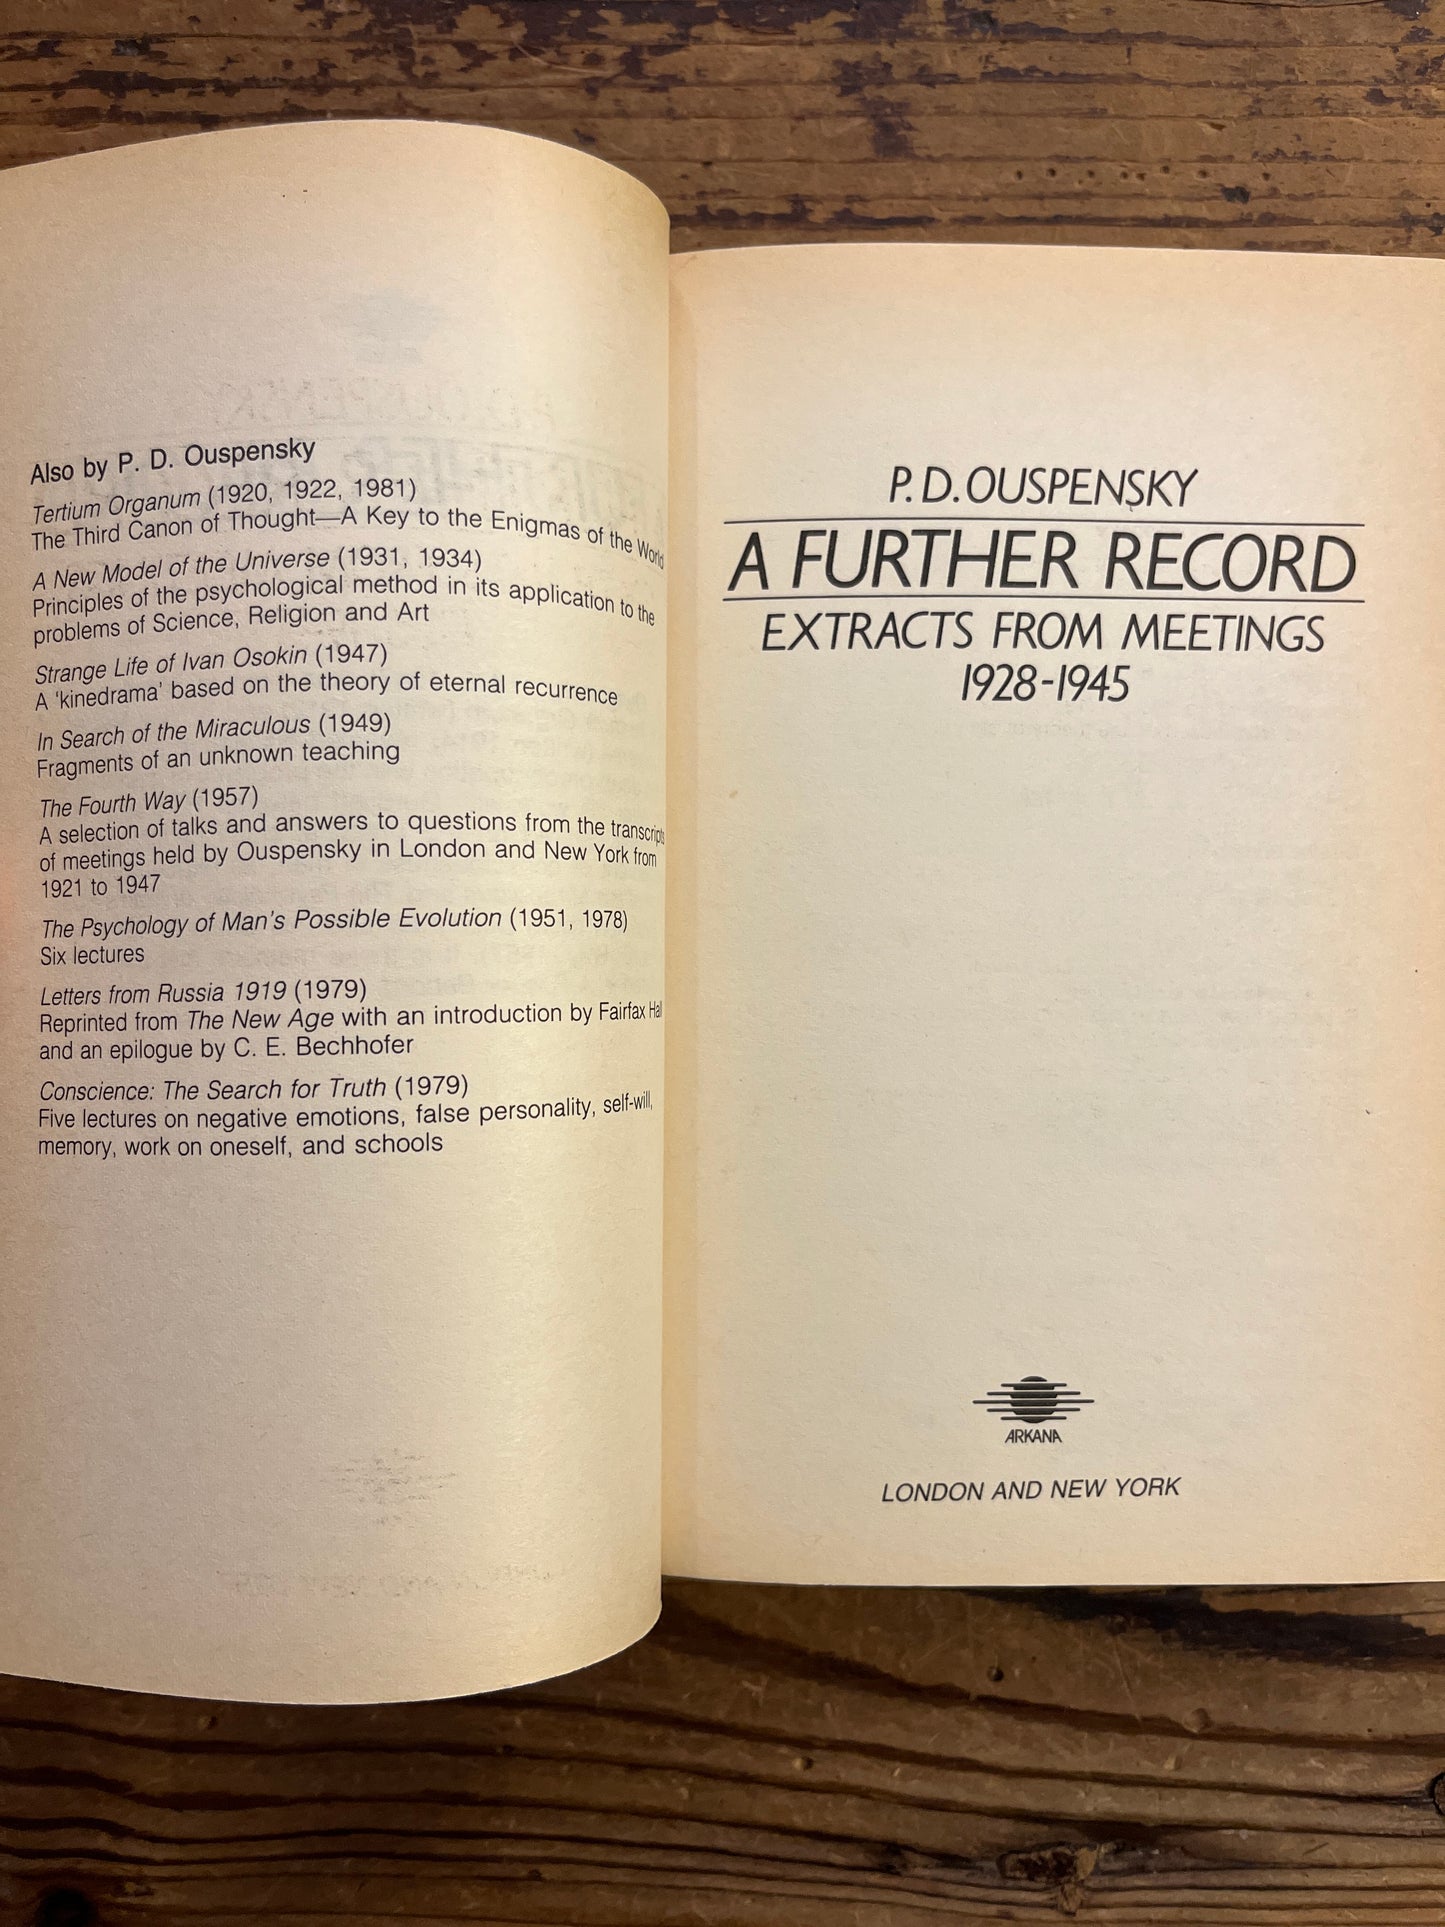 Also by P. D. Ouspensky
Tertium Organum (1920, 1922, 1981)
The Third Canon of Thought—A Key to the Enigmas of the World
A New Model of the Universe (1931, 1934)
Principles of the psychological method in its application to the
problems of Science, Religion and Art
Strange Life of Ivan Osokin (1947)
A 'kinedrama' based on the theory of eternal recurrence
In Search of the Miraculous (1949)
Fragments of an unknown teaching
The Fourth Way (1957)
A selection of talks and answers to questions from the transcripts
of meetings held by Ouspensky in London and New York from
1921 to 1947
The Psychology of Man's Possible Evolution (1951, 1978)
Six lectures
Letters from Russia 1919 (1979)
Reprinted from The New Age with an introduction by Fairfax Hall
and an epilogue by C. E. Bechhofer
Conscience: The Search for Truth (1979)
Five lectures on negative emotions, false personality, self-will,
memory, work on oneself, and schools
P. D. OUSPENSKY
A FURTHER RECORD
EXTRACTS FROM MEETINGS
1928-1945
ARKANA
LONDON AND NEW YORK